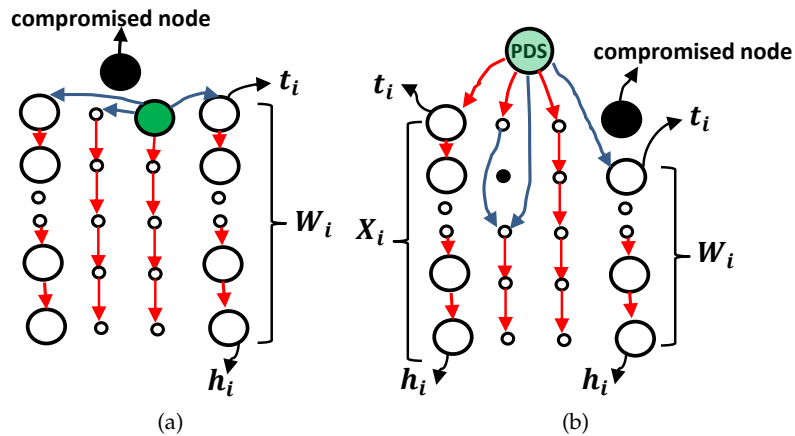 compromised node
t_i
W_i
h_i
(a)
PDS
compromised node
t_i
t_i
X_i
W_i
h_i
h_i
(b)